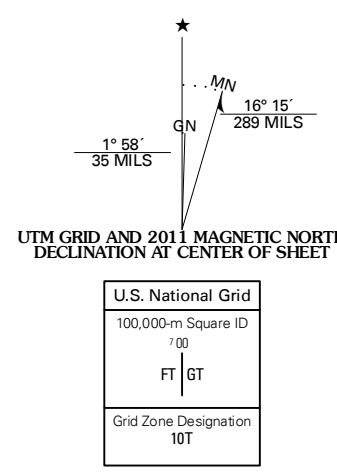 MN
GN
16° 15´
289 MILS
1° 58´
35 MILS
UTM GRID AND 2011 MAGNETIC NORT
DECLINATION AT CENTER OF SHEET
U.S. National Grid
100,000-m Square ID
7 00
FT GT
Grid Zone Designation
10T